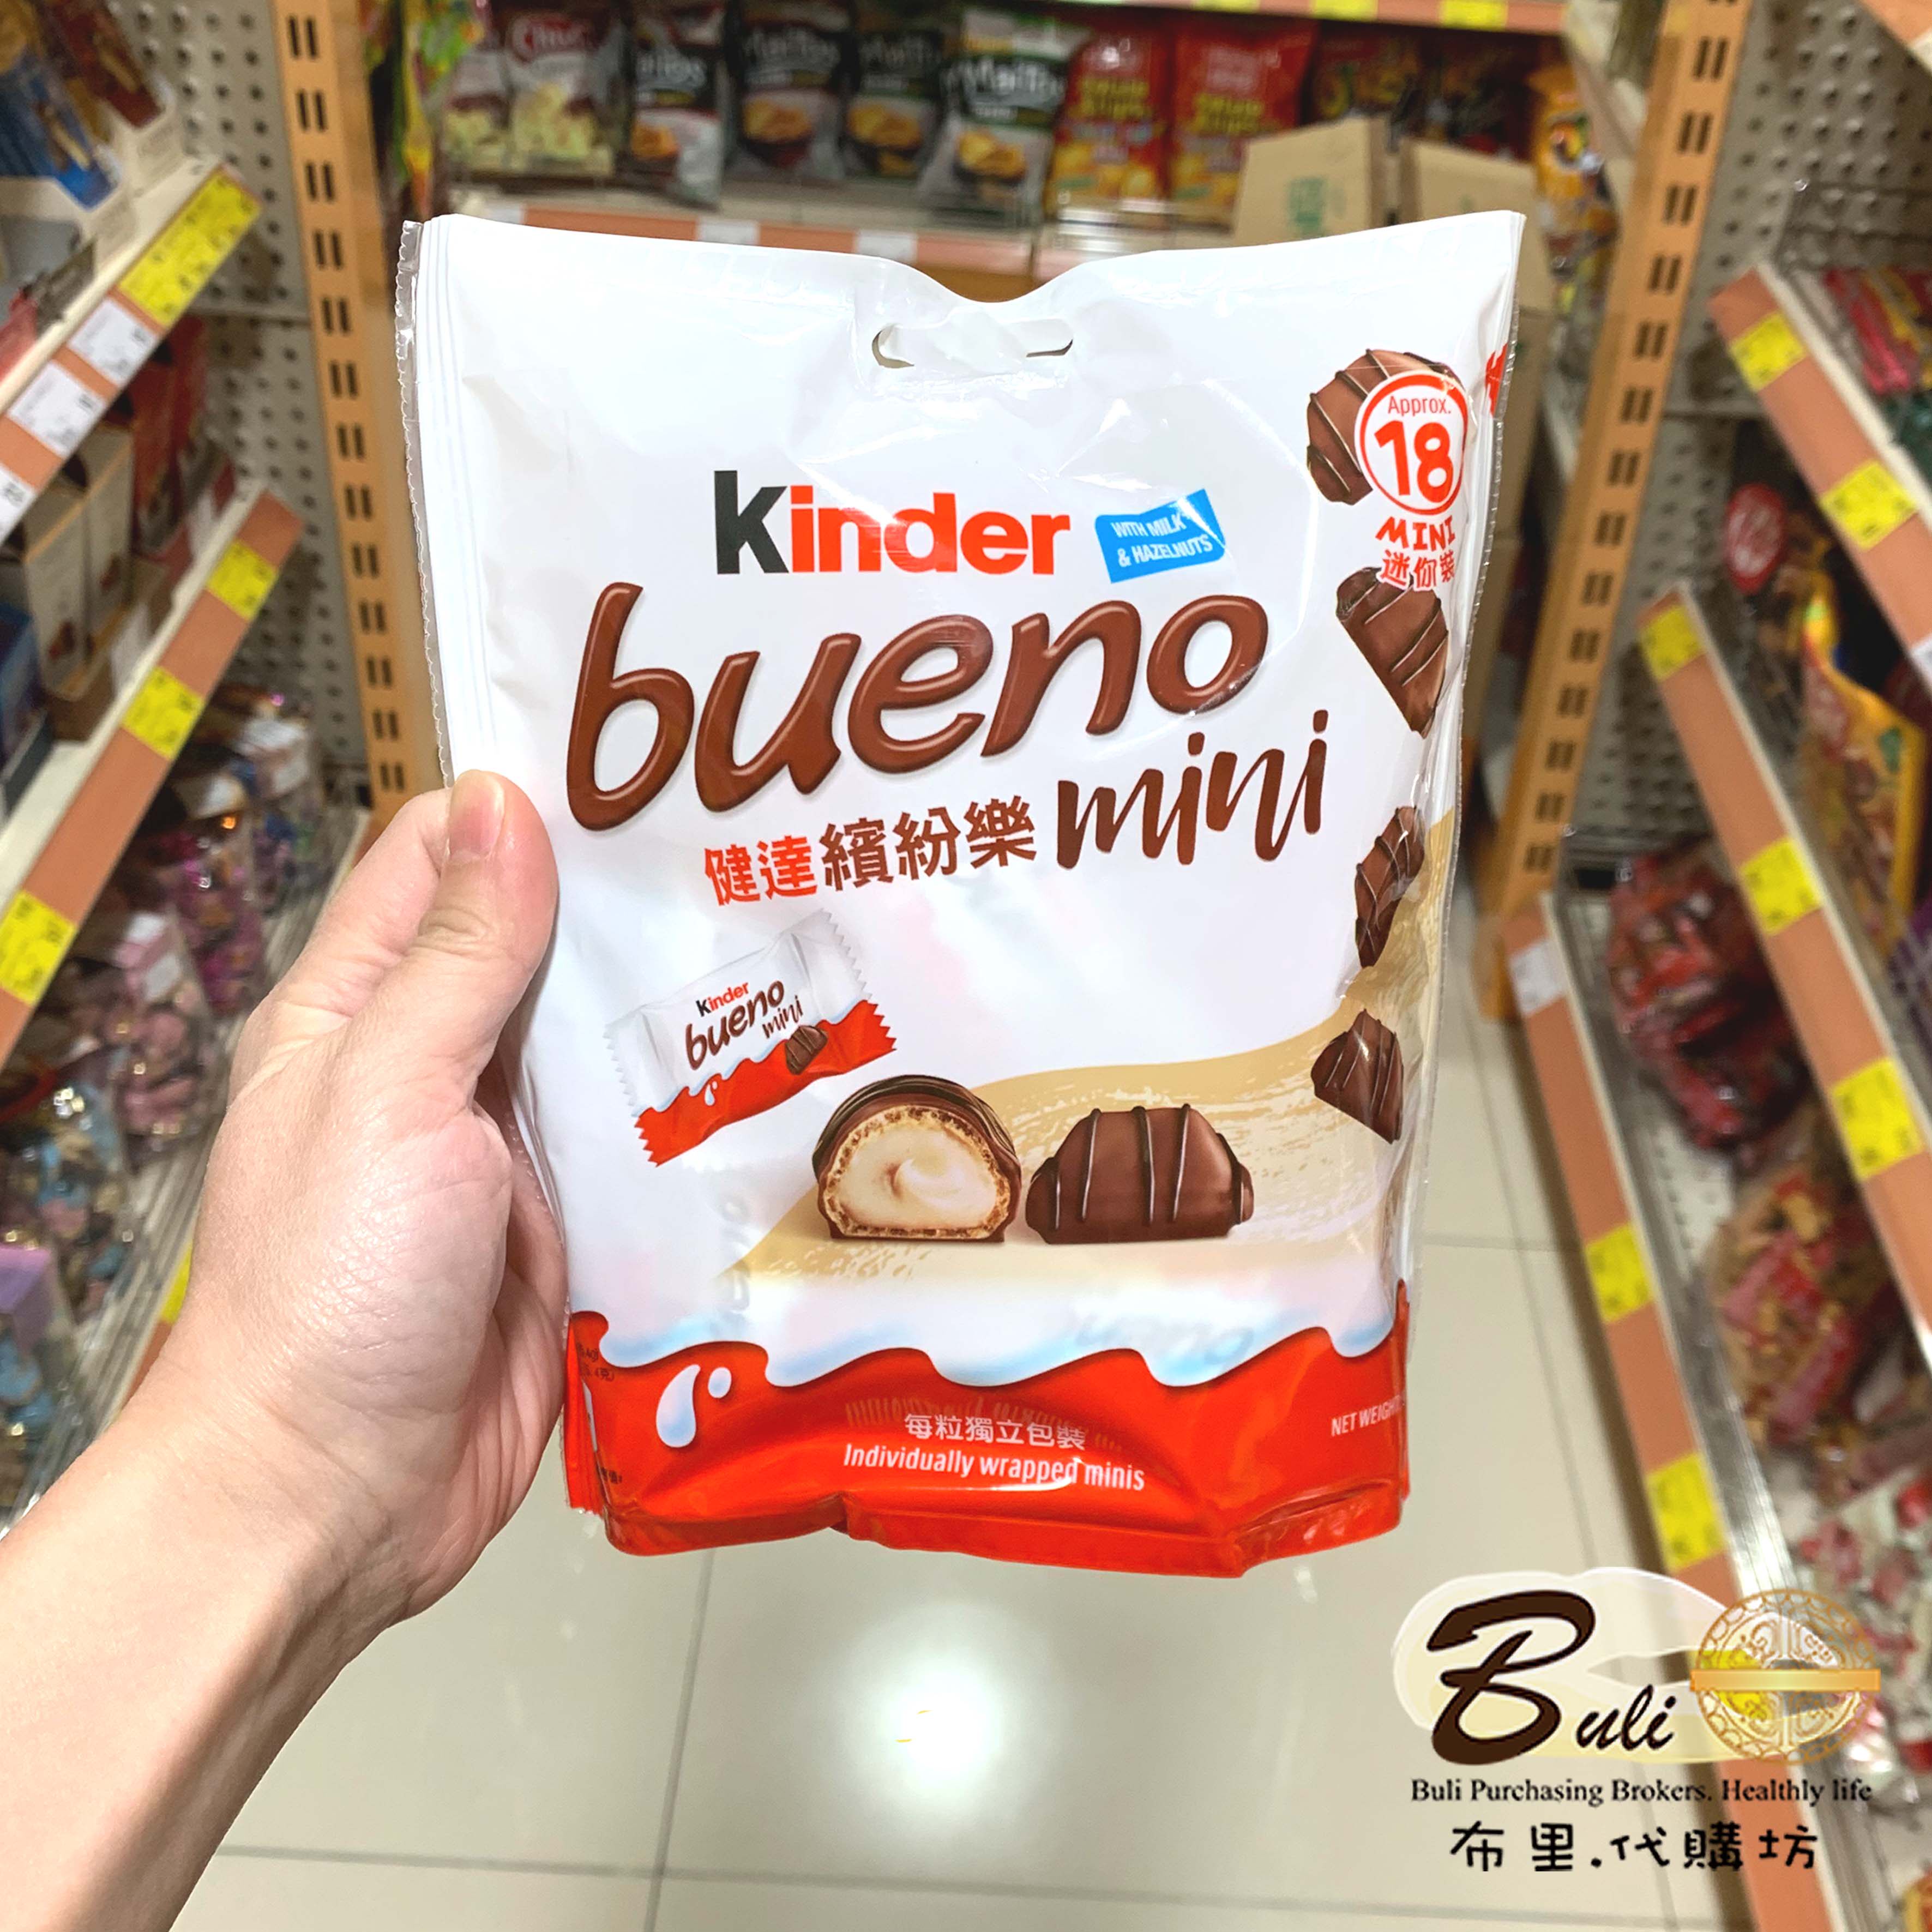 Approx.
18
MINI
迷你裝
kinder
WITH MILK
& HAZELNUTS
bueno
mini
健達繽紛樂
kinder
bueno
mini
每粒獨立包裝
Individually wrapped minis
NET WEIGHT
Buli
Buli Purchasing Brokers. Healthly life
布里.代購坊